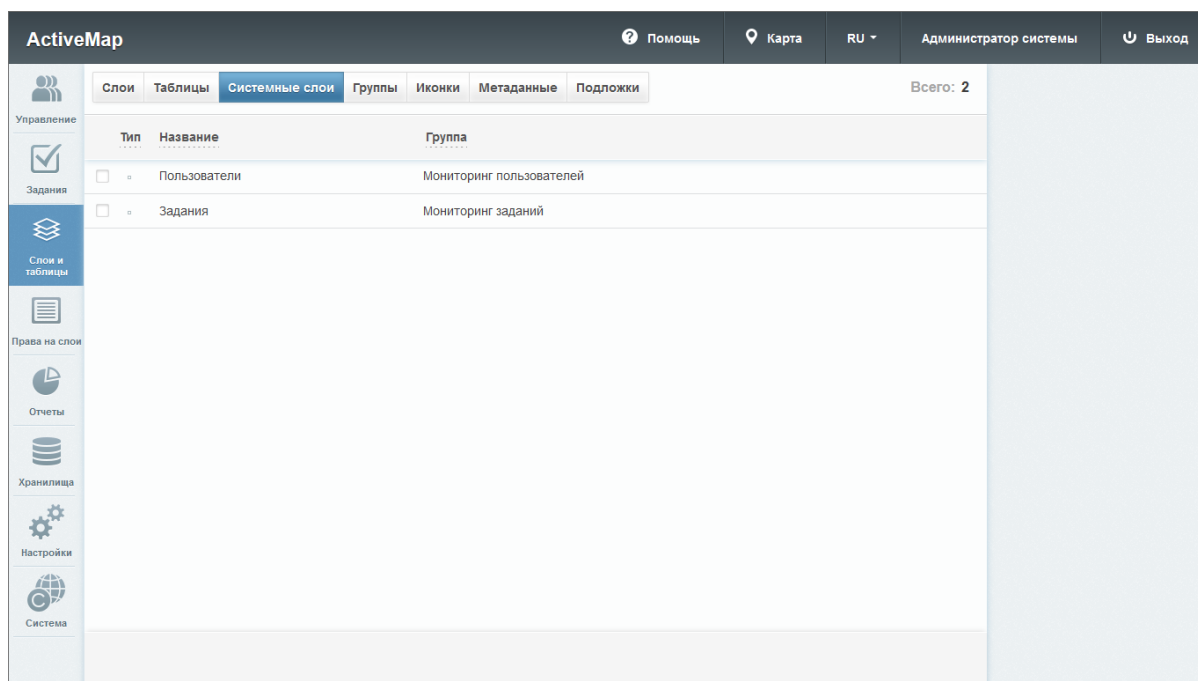 ActiveMap
Помощь
Карта
RU
Администратор системы
Выход
Управление
Задания
Слои и
таблицы
Права на слои
Отчеты
Хранилища
Настройки
Система
Слои Таблицы Системные слои Группы Иконки Метаданные Подложки
Всего: 2
Тип Название Группа
Пользователи Мониторинг пользователей
Задания Мониторинг заданий